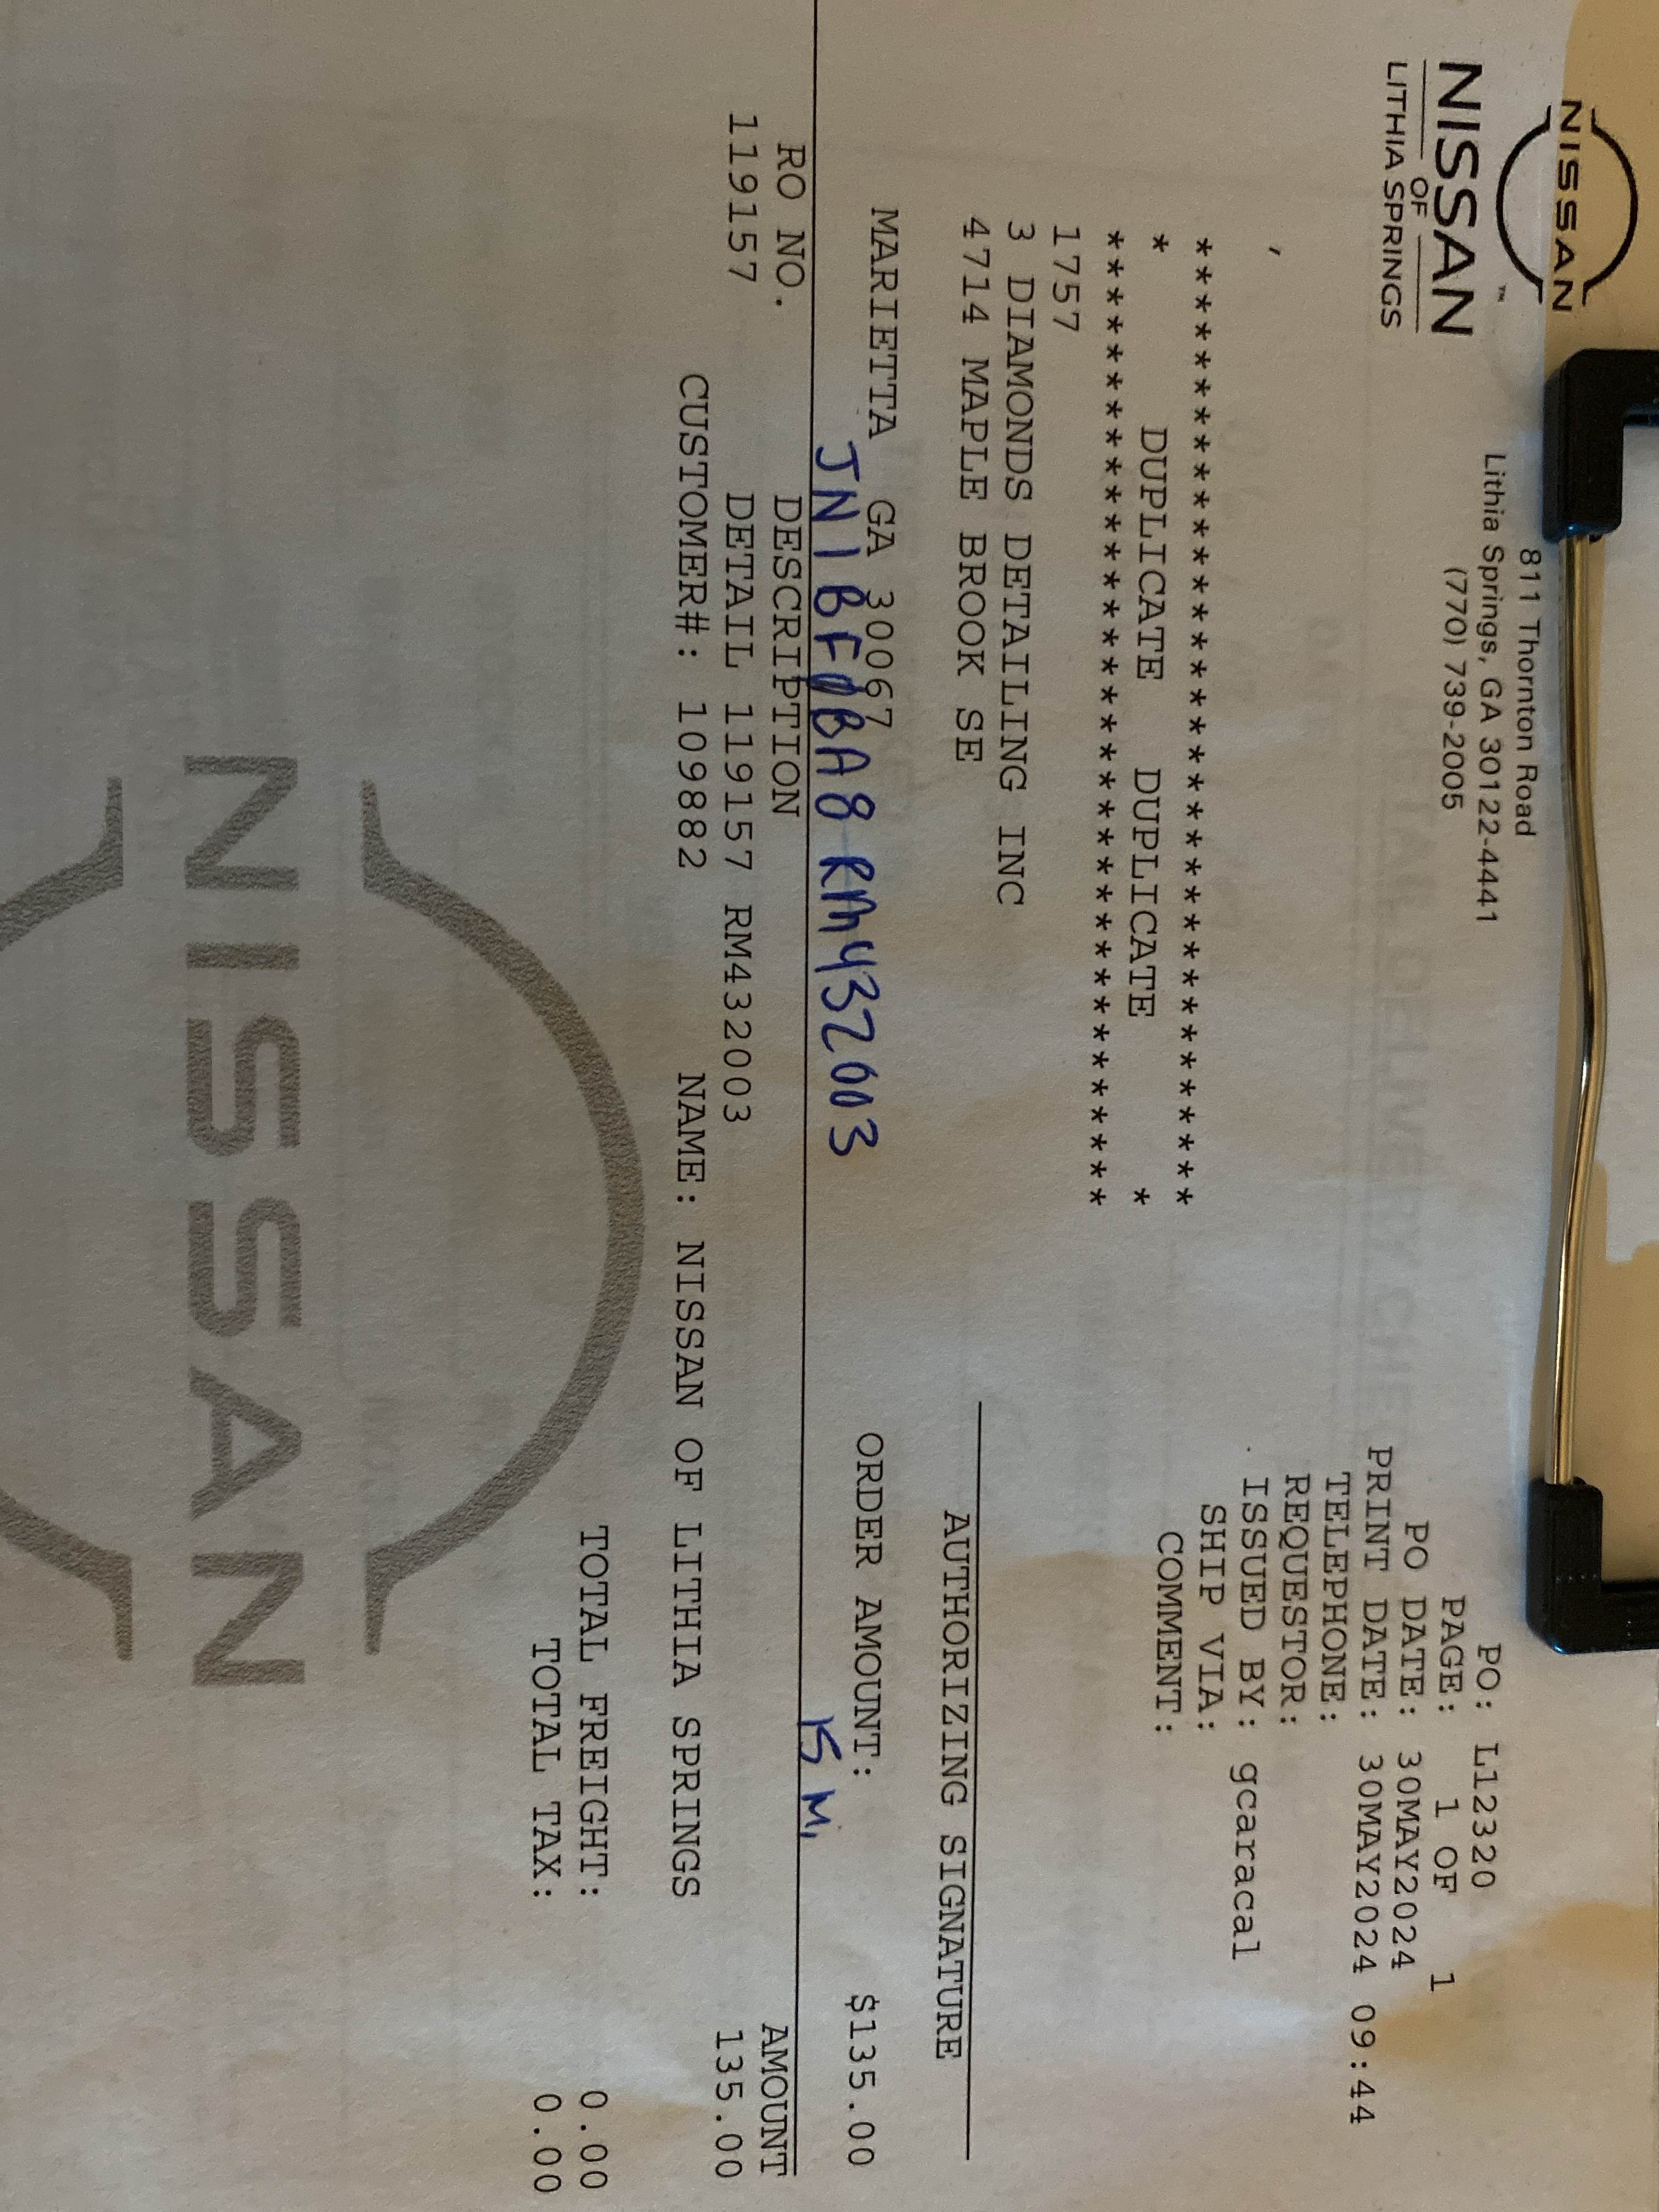 NISSAN
NISSAN
OF
LITHIA SPRINGS
811 Thornton Road
Lithia Springs, GA 30122-4441
(770) 739-2005
PO: L12320
PAGE: 1 OF 1
PO DATE: 30MAY2024
PRINT DATE: 30MAY2024 09:44
TELEPHONE:
REQUESTOR:
ISSUED BY: gcaracal
SHIP VIA:
COMMENT:
***********************************
* DUPLICATE DUPLICATE *
***********************************
1757
3 DIAMONDS DETAILING INC
4714 MAPLE BROOK SE
MARIETTA GA 30067
AUTHORIZING SIGNATURE
ORDER AMOUNT: $135.00
JN1BF0BA8RM432003
15 Mi
RO NO. DESCRIPTION AMOUNT
119157 DETAIL 119157 RM432003 135.00
CUSTOMER#: 109882 NAME: NISSAN OF LITHIA SPRINGS
TOTAL FREIGHT: 0.00
TOTAL TAX: 0.00
NISSAN